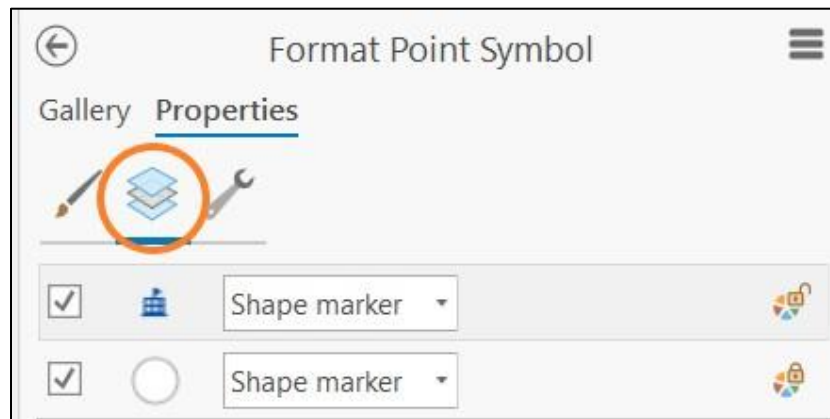 Format Point Symbol
Gallery Properties
Shape marker
Shape marker